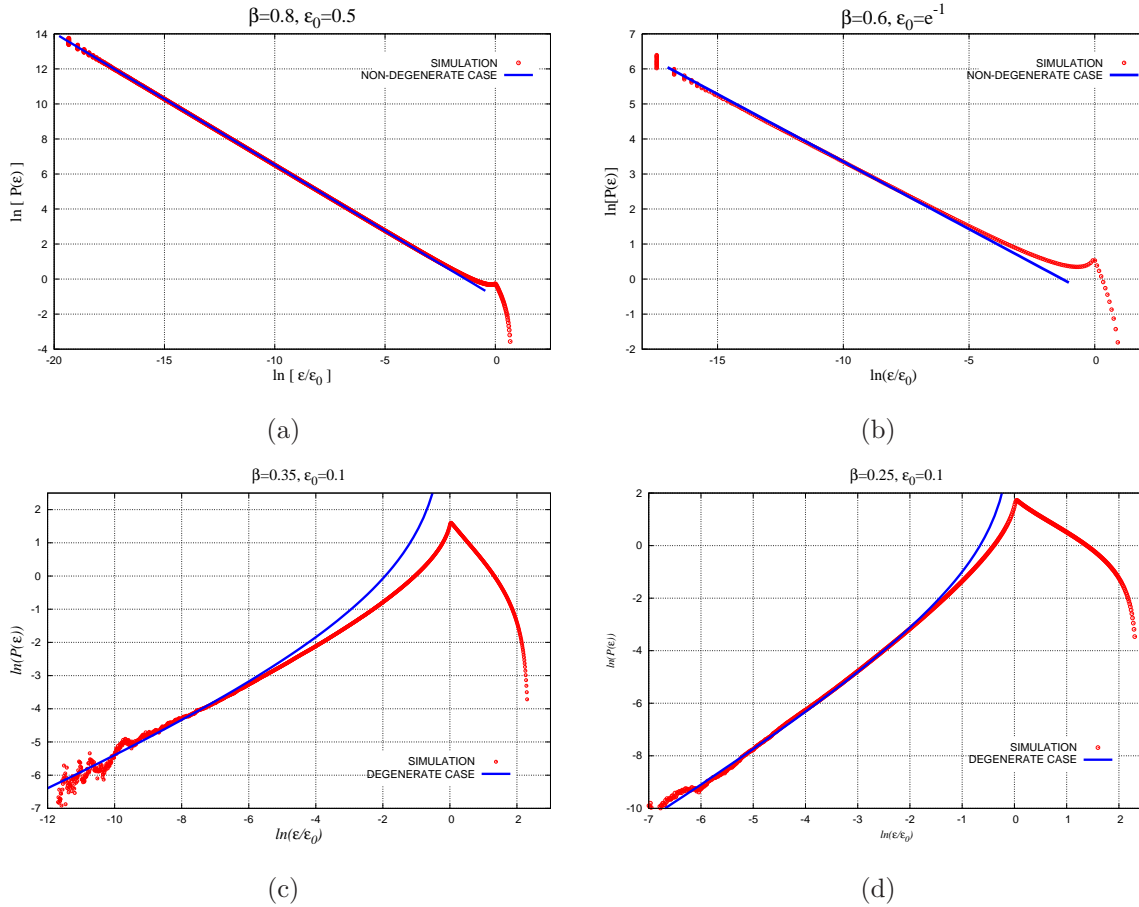 β=0.8, ε₀=0.5
14
12
10
8
6
4
2
0
-2
-4
-20
-15
-10
-5
0
ln [ P(ε) ]
ln [ ε/ε₀ ]
SIMULATION
NON-DEGENERATE CASE
(a)
β=0.6, ε₀=e⁻¹
7
6
5
4
3
2
1
0
-1
-2
-15
-10
-5
0
ln[P(ε)]
ln(ε/ε₀)
SIMULATION
NON-DEGENERATE CASE
(b)
β=0.35, ε₀=0.1
2
1
0
-1
-2
-3
-4
-5
-6
-7
-12
-10
-8
-6
-4
-2
0
2
ln(P(ε))
ln(ε/ε₀)
SIMULATION
DEGENERATE CASE
(c)
β=0.25, ε₀=0.1
2
0
-2
-4
-6
-8
-10
-7
-6
-5
-4
-3
-2
-1
0
1
2
ln(P(ε))
ln(ε/ε₀)
SIMULATION
DEGENERATE CASE
(d)